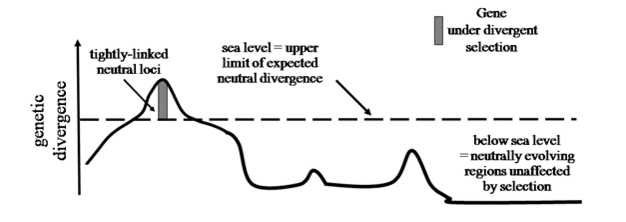 Gene
under divergent
selection
tightly-linked
neutral loci
sea level = upper
limit of expected
neutral divergence
genetic
divergence
below sea level
= neutrally evolving
regions unaffected
by selection